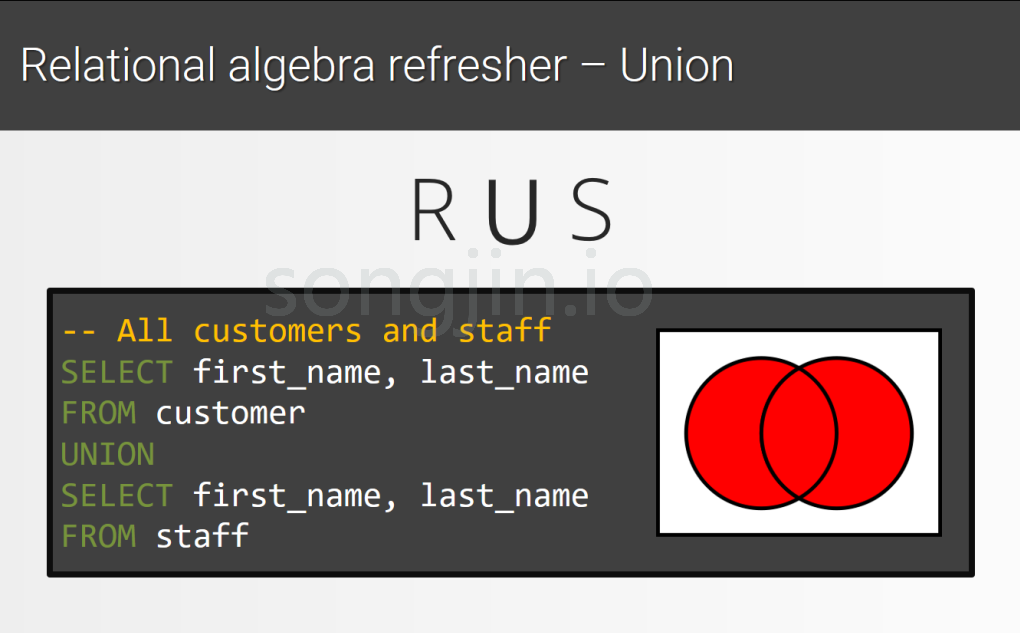 Relational algebra refresher – Union
R U S
songjin.io
-- All customers and staff
SELECT first_name, last_name
FROM customer
UNION
SELECT first_name, last_name
FROM staff